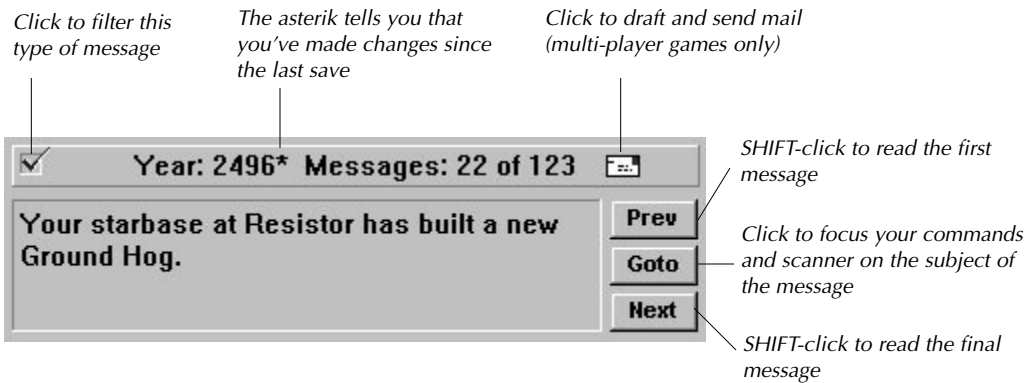 Click to filter this
type of message
The asterik tells you that
you've made changes since
the last save
Click to draft and send mail
(multi-player games only)
Year: 2496* Messages: 22 of 123
Your starbase at Resistor has built a new
Ground Hog.
Prev
Goto
Next
SHIFT-click to read the first
message
Click to focus your commands
and scanner on the subject of
the message
SHIFT-click to read the final
message